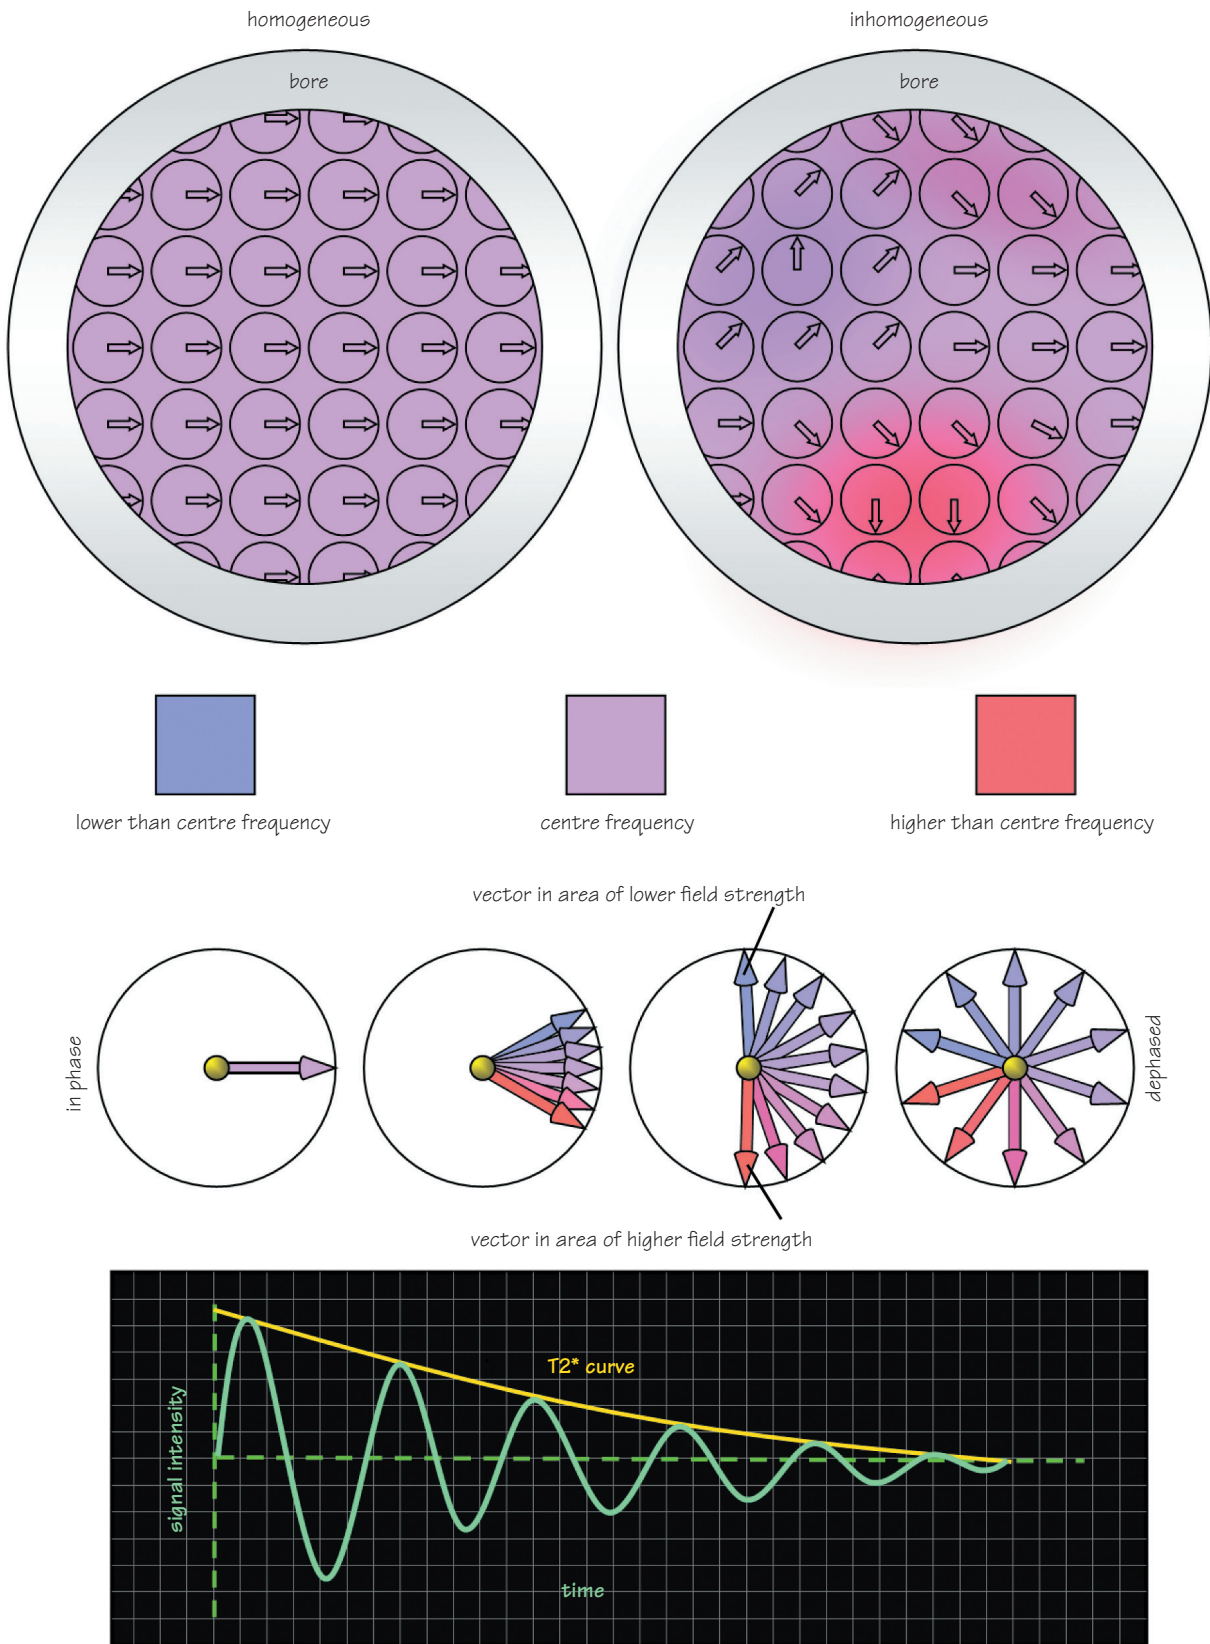 homogeneous
inhomogeneous
bore
bore
lower than centre frequency
centre frequency
higher than centre frequency
vector in area of lower field strength
in phase
dephased
vector in area of higher field strength
T2* curve
signal intensity
time